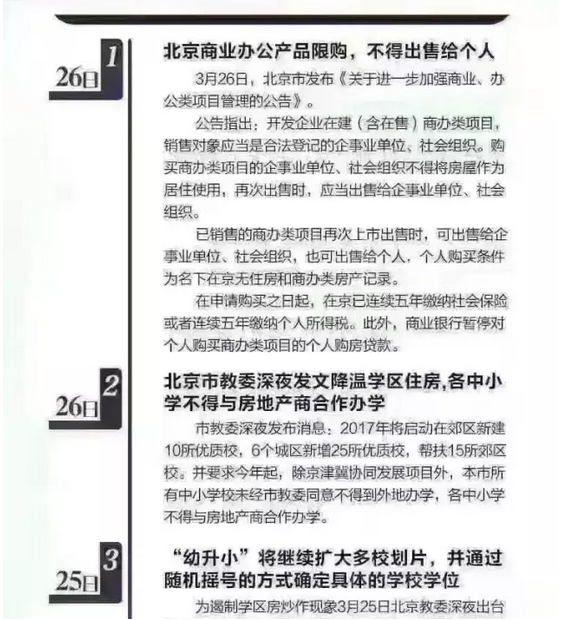 1
26日
北京商业办公产品限购，不得出售给个人
3月26日，北京市发布《关于进一步加强商业、办
公类项目管理的公告》。
公告指出：开发企业在建（含在售）商办类项目，
销售对象应当是合法登记的企事业单位、社会组织。购
买商办类项目的企事业单位、社会组织不得将房屋作为
居住使用，再次出售时，应当出售给企事业单位、社会
组织。
已销售的商办类项目再次上市出售时，可出售给企
事业单位、社会组织，也可出售给个人，个人购买条件
为名下在京无住房和商办类房产记录。
在申请购买之日起，在京已连续五年缴纳社会保险
或者连续五年缴纳个人所得税。此外，商业银行暂停对
个人购买商办类项目的个人购房贷款。
2
26日
北京市教委深夜发文降温学区住房，各中小
学不得与房地产商合作办学
市教委深夜发布消息：2017年将启动在郊区新建
10所优质校，6个城区新增25所优质校，帮扶15所郊区
校。并要求今年起，除京津冀协同发展项目外，本市所
有中小学校未经市教委同意不得到外地办学，各中小学
不得与房地产商合作办学。
3
25日
“幼升小”将继续扩大多校划片，并通过
随机摇号的方式确定具体的学校学位
为遏制学区房炒作现象3月25日北京教委深夜出台